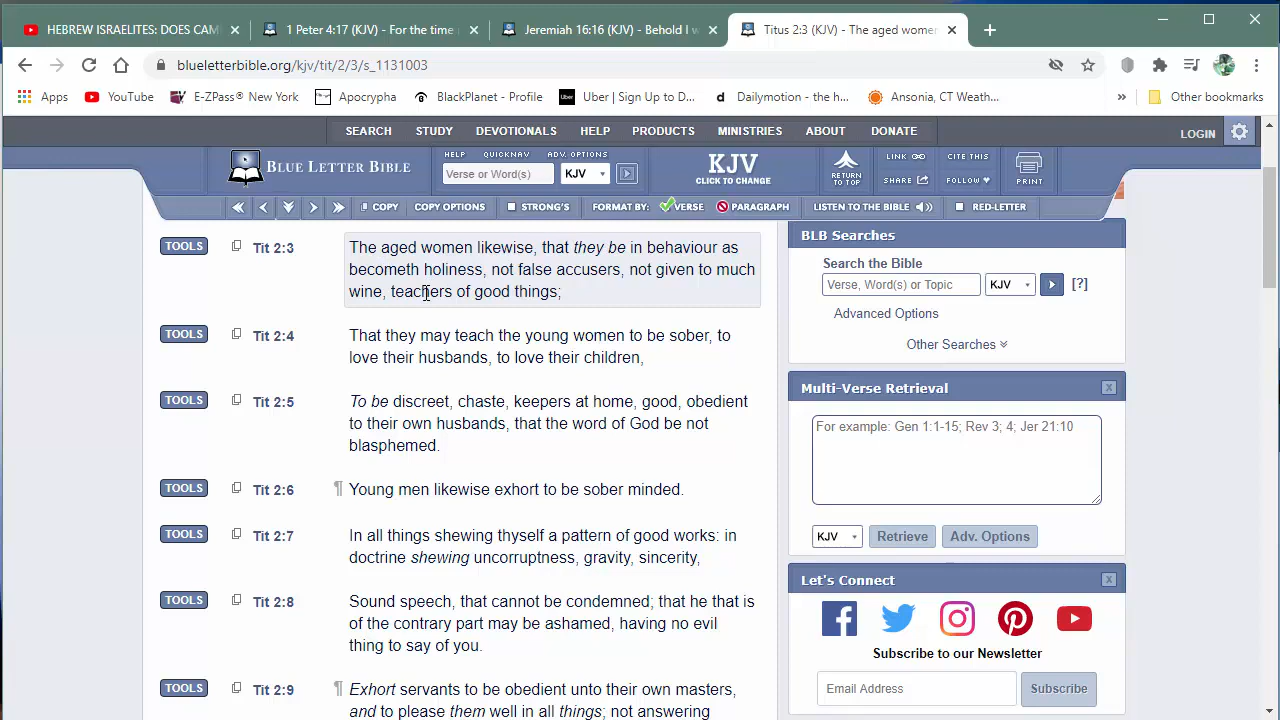 HEBREW ISRAELITES: DOES CAM
1 Peter 4:17 (KJV) - For the time
Jeremiah 16:16 (KJV) - Behold I w
Titus 2:3 (KJV) - The aged wome
blueletterbible.org/kjv/tit/2/3/s_1131003
Apps YouTube E-ZPass® New York Apocrypha BlackPlanet - Profile Uber | Sign Up to D... Dailymotion - the h... Ansonia, CT Weath... » Other bookmarks
SEARCH STUDY DEVOTIONALS HELP PRODUCTS MINISTRIES ABOUT DONATE LOGIN
BLUE LETTER BIBLE
HELP QUICKNAV ADV. OPTIONS
Verse or Word(s) KJV
KJV
CLICK TO CHANGE
RETURN
TO TOP
LINK
SHARE
CITE THIS
FOLLOW
PRINT
COPY COPY OPTIONS STRONG'S FORMAT BY: VERSE PARAGRAPH LISTEN TO THE BIBLE RED-LETTER
TOOLS Tit 2:3 The aged women likewise, that they be in behaviour as
becometh holiness, not false accusers, not given to much
wine, teachers of good things;
TOOLS Tit 2:4 That they may teach the young women to be sober, to
love their husbands, to love their children,
TOOLS Tit 2:5 To be discreet, chaste, keepers at home, good, obedient
to their own husbands, that the word of God be not
blasphemed.
TOOLS Tit 2:6 ¶ Young men likewise exhort to be sober minded.
TOOLS Tit 2:7 In all things shewing thyself a pattern of good works: in
doctrine shewing uncorruptness, gravity, sincerity,
TOOLS Tit 2:8 Sound speech, that cannot be condemned; that he that is
of the contrary part may be ashamed, having no evil
thing to say of you.
TOOLS Tit 2:9 ¶ Exhort servants to be obedient unto their own masters,
and to please them well in all things; not answering
BLB Searches
Search the Bible
Verse, Word(s) or Topic KJV [?]
Advanced Options
Other Searches
Multi-Verse Retrieval X
For example: Gen 1:1-15; Rev 3; 4; Jer 21:10
KJV Retrieve Adv. Options
Let's Connect X
Subscribe to our Newsletter
Email Address Subscribe